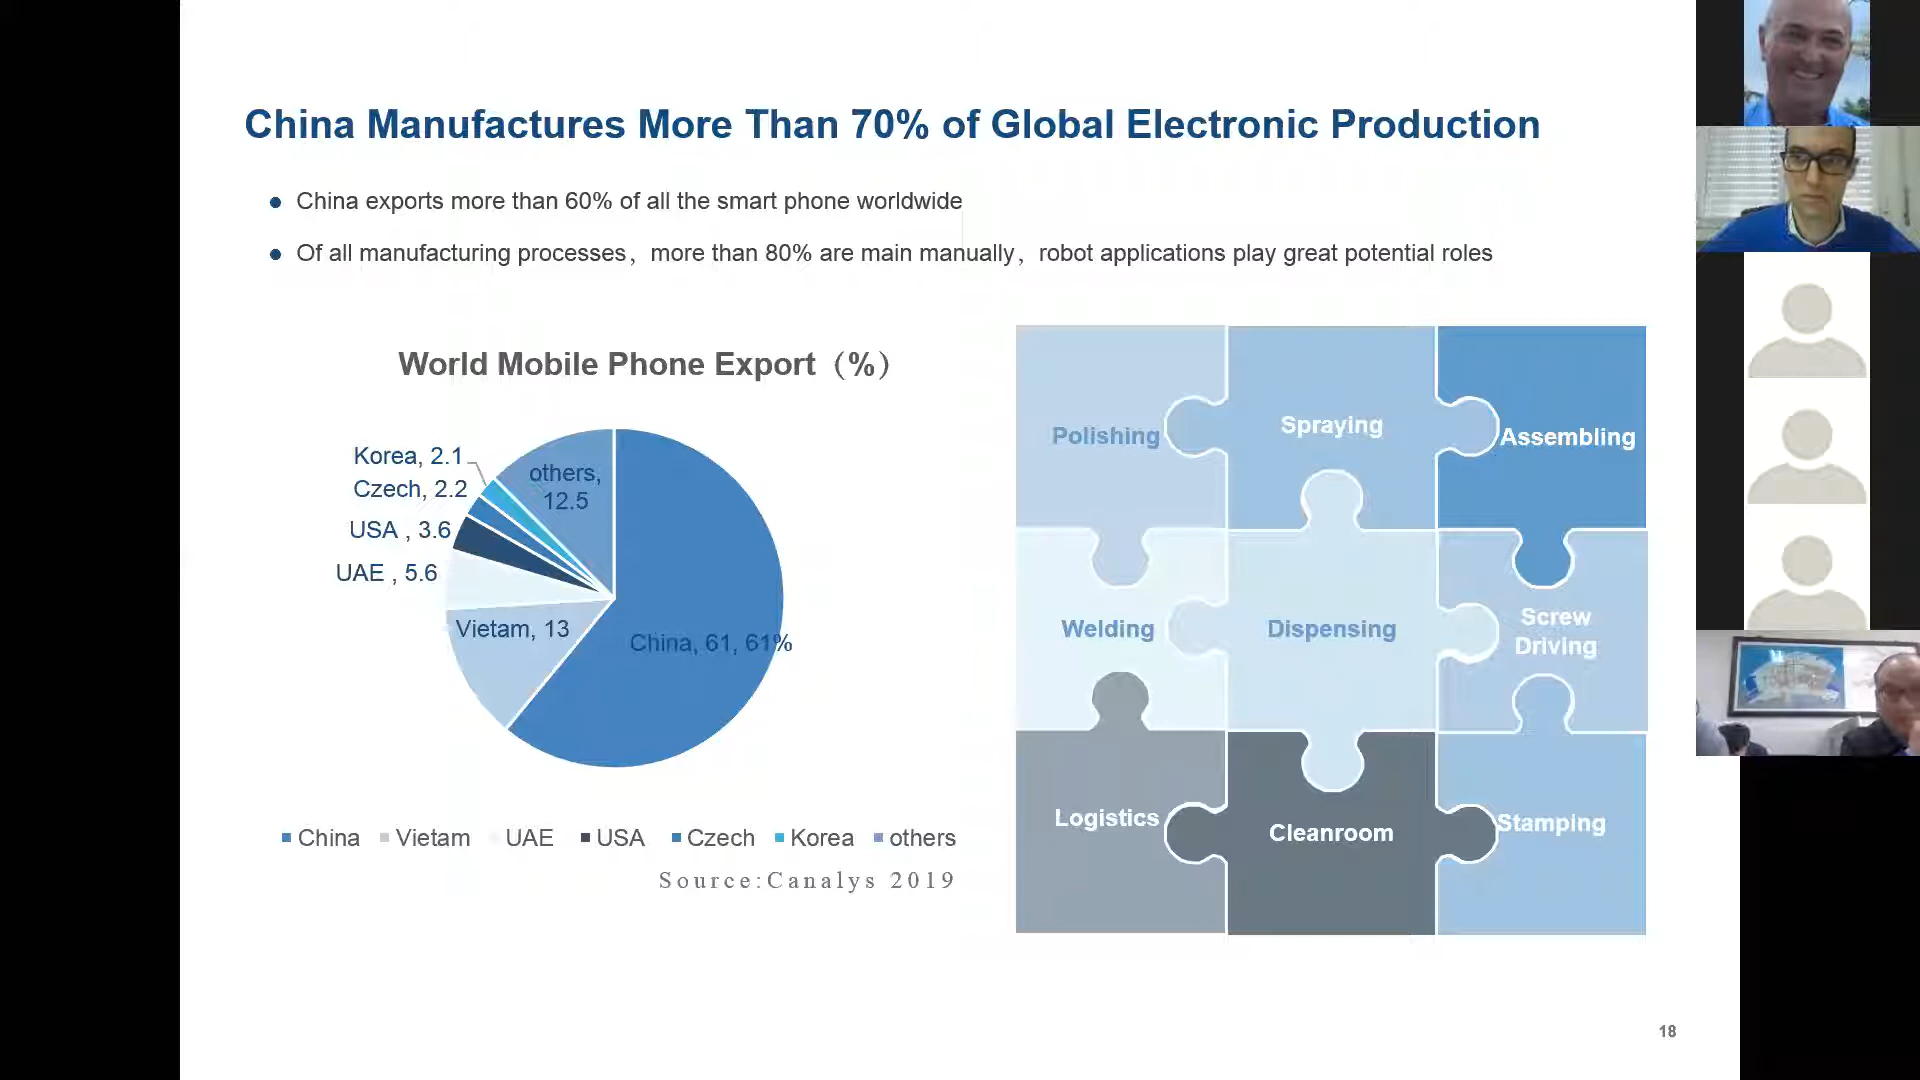 China Manufactures More Than 70% of Global Electronic Production
China exports more than 60% of all the smart phone worldwide
Of all manufacturing processes，more than 80% are main manually，robot applications play great potential roles
World Mobile Phone Export（%）
Korea, 2.1
Czech, 2.2
USA , 3.6
UAE , 5.6
Vietam, 13
others,
12.5
China, 61, 61%
China Vietam UAE USA Czech Korea others
Source:Canalys 2019
Polishing
Spraying
Assembling
Welding
Dispensing
Screw
Driving
Logistics
Cleanroom
Stamping
18